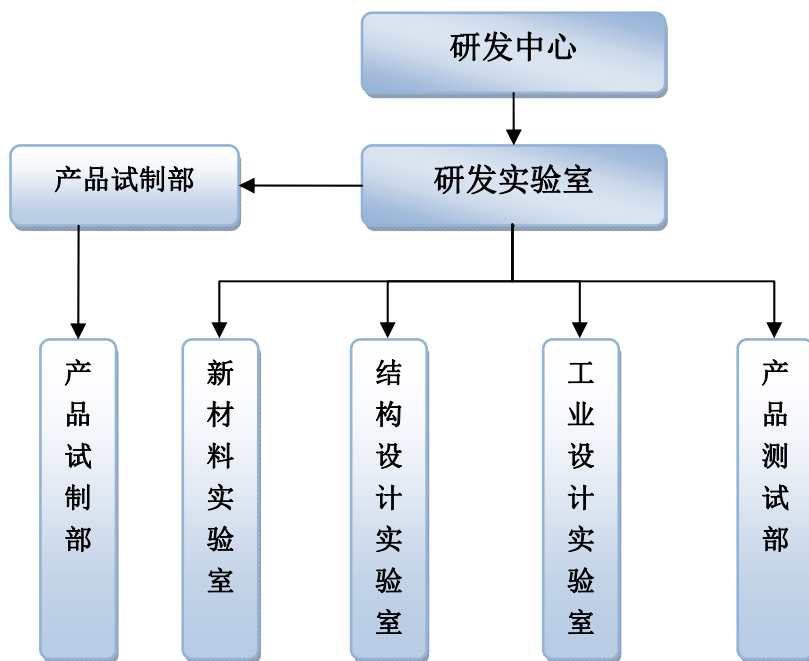 研发中心
产品试制部
研发实验室
产品试制部
新材料实验室
结构设计实验室
工业设计实验室
产品测试部